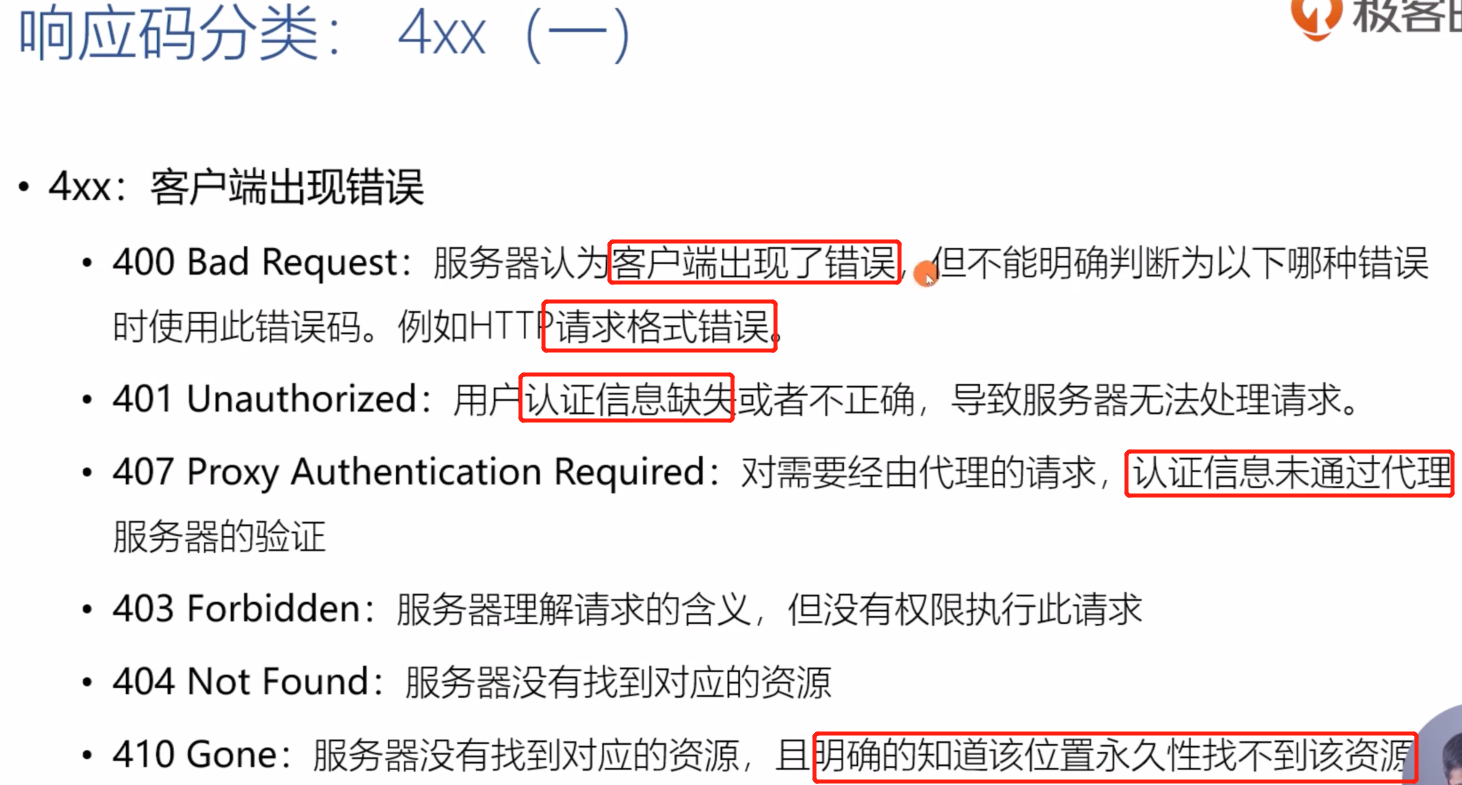 响应码分类： 4xx（一）
极客
• 4xx：客户端出现错误
• 400 Bad Request：服务器认为客户端出现了错误，但不能明确判断为以下哪种错误
时使用此错误码。例如HTTP请求格式错误。
• 401 Unauthorized：用户认证信息缺失或者不正确，导致服务器无法处理请求。
• 407 Proxy Authentication Required：对需要经由代理的请求，认证信息未通过代理
服务器的验证
• 403 Forbidden：服务器理解请求的含义，但没有权限执行此请求
• 404 Not Found：服务器没有找到对应的资源
• 410 Gone：服务器没有找到对应的资源，且明确的知道该位置永久性找不到该资源